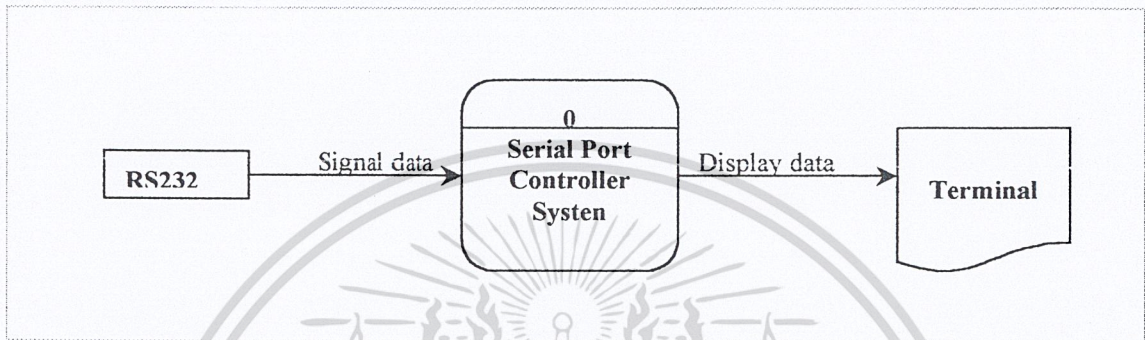 RS232
Signal data
0
Serial Port
Controller
Systen
Display data
Terminal